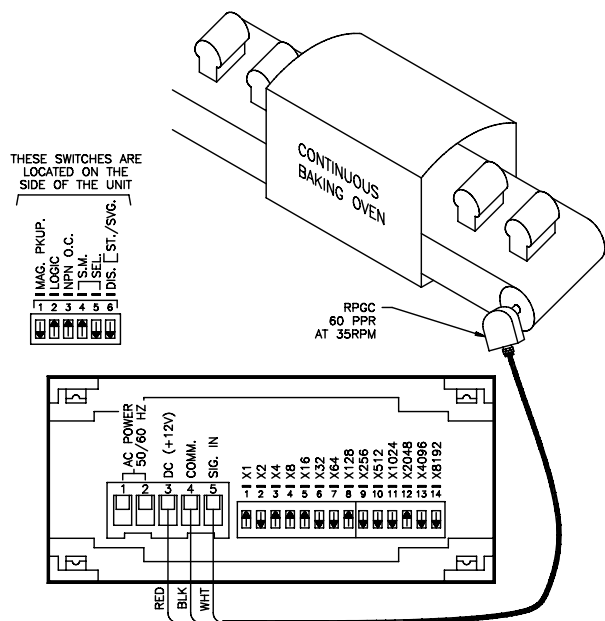 THESE SWITCHES ARE
LOCATED ON THE
SIDE OF THE UNIT
MAG. PKUP.
LOGIC
NPN O.C.
S.M.
SEL.
DIS.
ST./SVG.
1 2 3 4 5 6
CONTINUOUS
BAKING OVEN
RPGC
60 PPR
AT 35RPM
AC POWER
50/60 HZ
DC (+12V)
COMM.
SIG. IN
1 2 3 4 5
X1
X2
X4
X8
X16
X32
X64
X128
X256
X512
X1024
X2048
X4096
X8192
1 2 3 4 5 6 7 8 9 10 11 12 13 14
RED
BLK
WHT